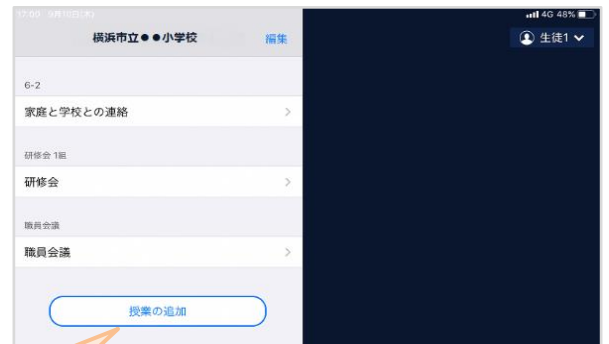 17:00 9月10日(木)
4G 48%
横浜市立●●小学校
編集
生徒1
6-2
家庭と学校との連絡
研修会 1組
研修会
職員会議
職員会議
授業の追加